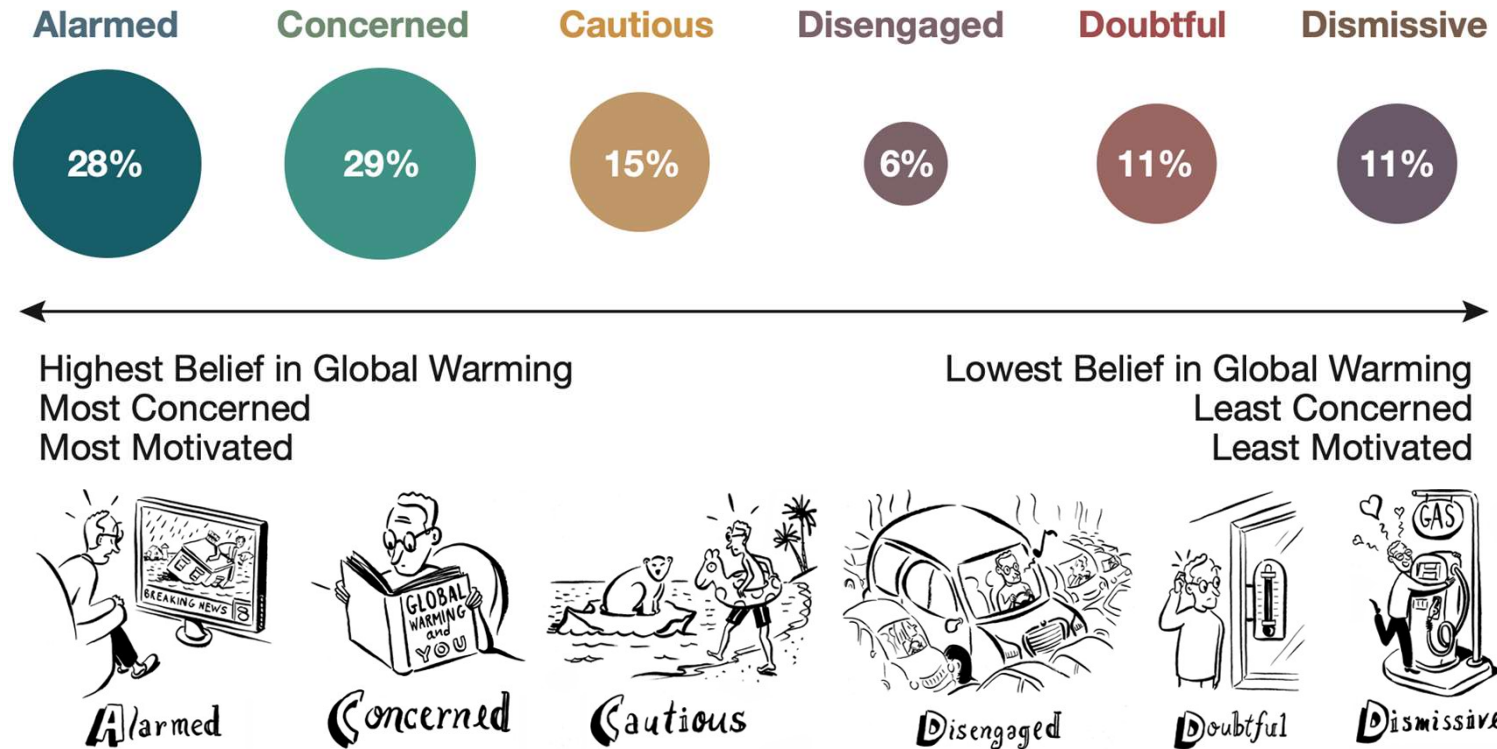 Alarmed Concerned Cautious Disengaged Doubtful Dismissive
28% 29% 15% 6% 11% 11%
Highest Belief in Global Warming
Most Concerned
Most Motivated
Lowest Belief in Global Warming
Least Concerned
Least Motivated
BREAKING NEWS
GLOBAL
WARMING
and
YOU
GAS
Alarmed Concerned Cautious Disengaged Doubtful Dismissive